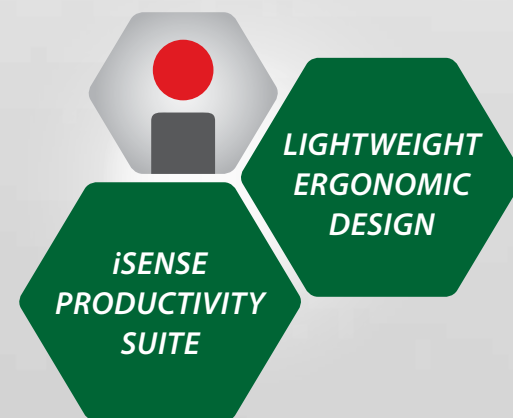 LIGHTWEIGHT
ERGONOMIC
DESIGN
iSENSE
PRODUCTIVITY
SUITE